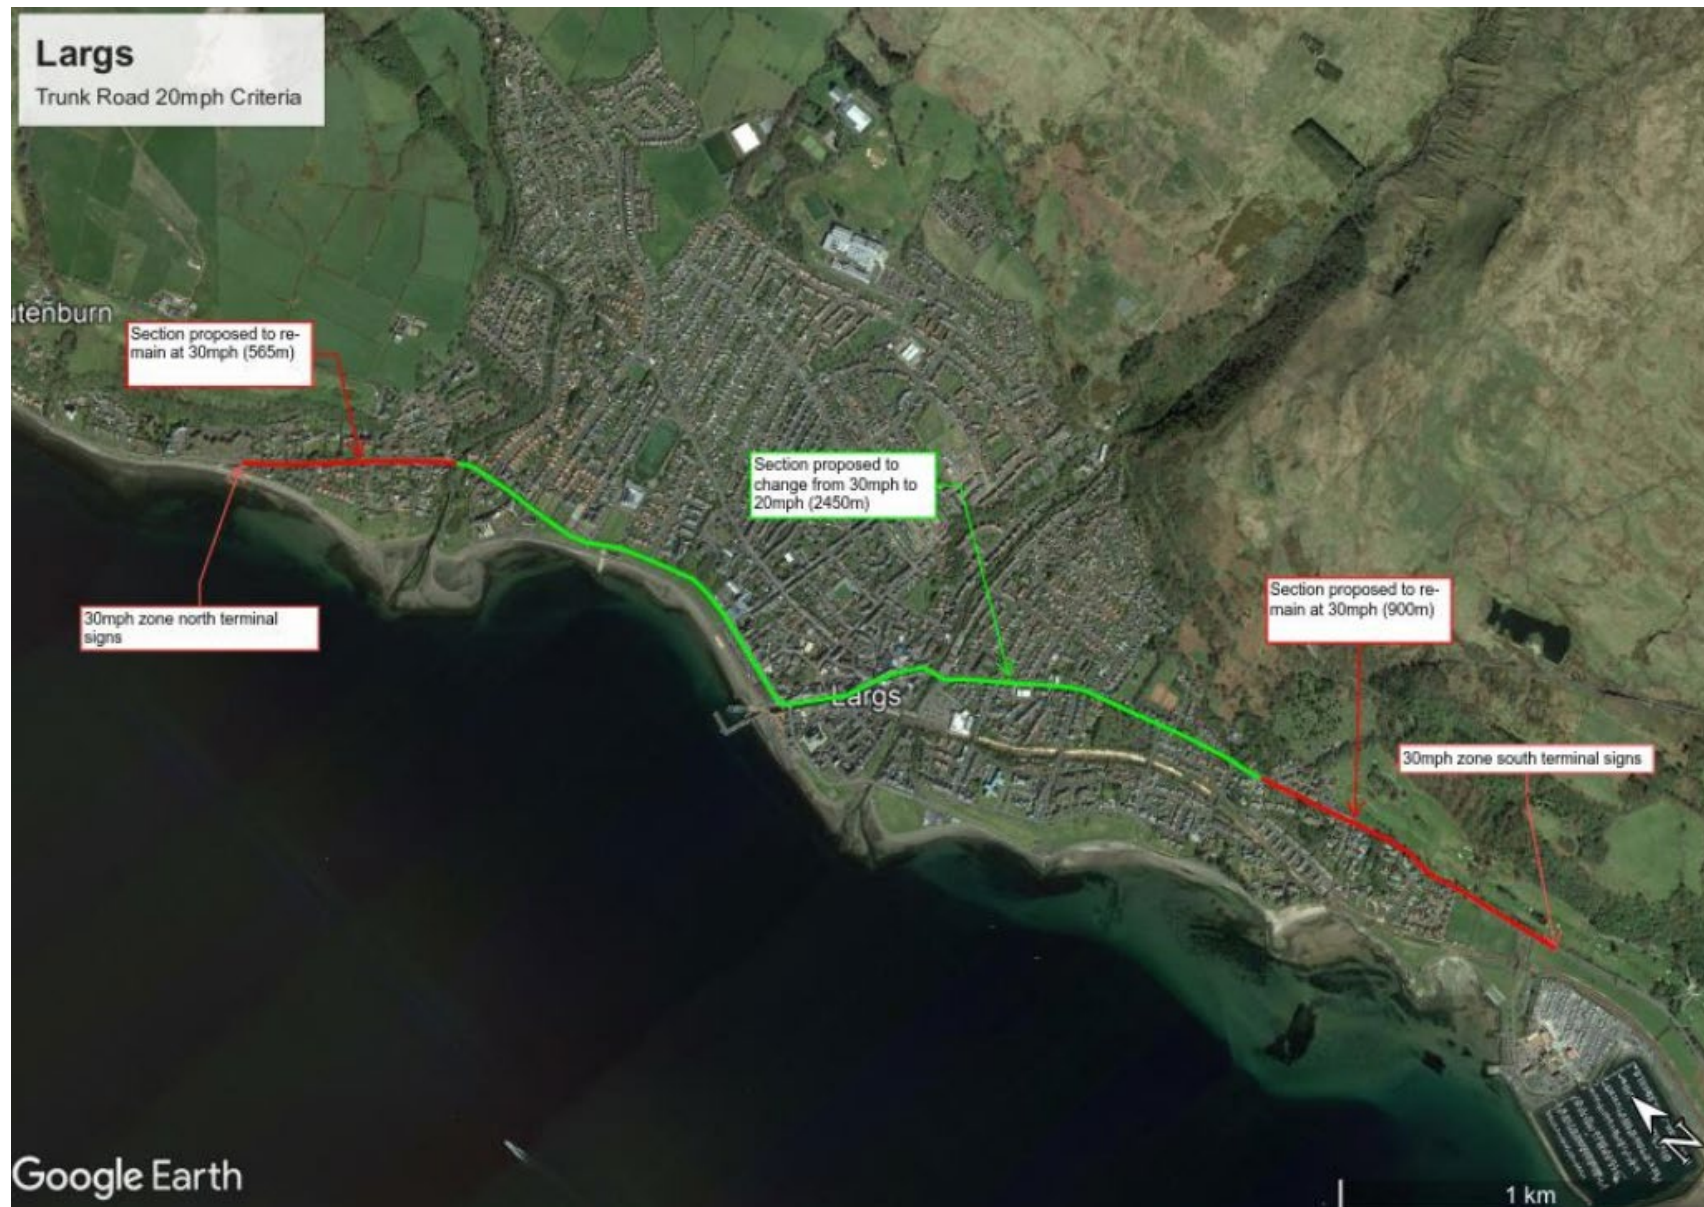 Largs
Trunk Road 20mph Criteria
utenburn
Section proposed to re-
main at 30mph (565m)
30mph zone north terminal
signs
Section proposed to
change from 30mph to
20mph (2450m)
Largs
Section proposed to re-
main at 30mph (900m)
30mph zone south terminal signs
N
Google Earth
1 km